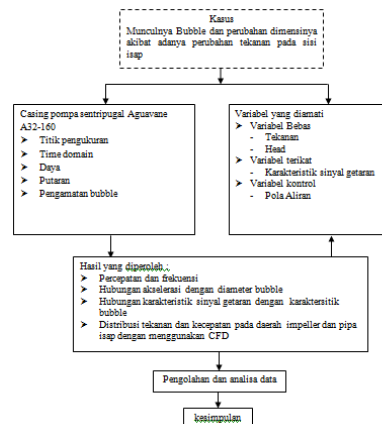 Kasus
Munculnya Bubble dan perubahan dimensinya
akibat adanya perubahan tekanan pada sisi
isap
Casing pompa sentripugal Aguavane
A32-160
➤ Titik pengukuran
➤ Time domain
➤ Daya
➤ Putaran
➤ Pengamatan bubble
Variabel yang diamati
➤ Variabel Bebas
- Tekanan
- Head
➤ Variabel terikat
- Karakteristik sinyal getaran
➤ Variabel kontrol
- Pola Aliran
Hasil yang diperoleh :
➤ Percepatan dan frekuensi
➤ Hubungan akselerasi dengan diameter bubble
➤ Hubungan karakteristik sinyal getaran dengan karaktersitik
bubble
➤ Distribusi tekanan dan kecepatan pada daerah impeller dan pipa
isap dengan menggunakan CFD
Pengolahan dan analisa data
kesimpulan